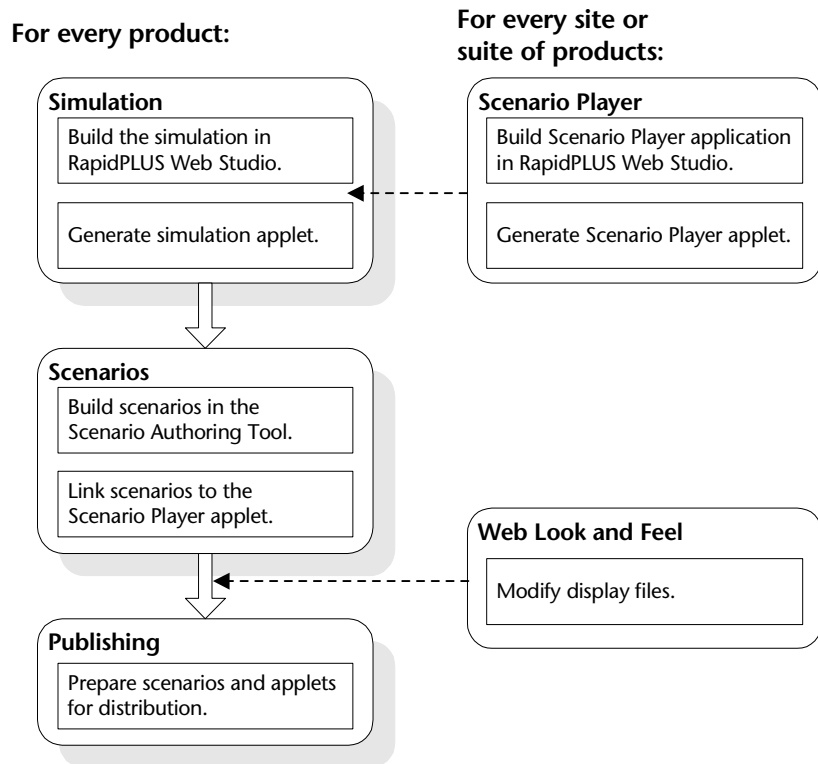 For every product:
For every site or
suite of products:
Simulation
Build the simulation in
RapidPLUS Web Studio.
Generate simulation applet.
Scenario Player
Build Scenario Player application
in RapidPLUS Web Studio.
Generate Scenario Player applet.
Scenarios
Build scenarios in the
Scenario Authoring Tool.
Link scenarios to the
Scenario Player applet.
Web Look and Feel
Modify display files.
Publishing
Prepare scenarios and applets
for distribution.